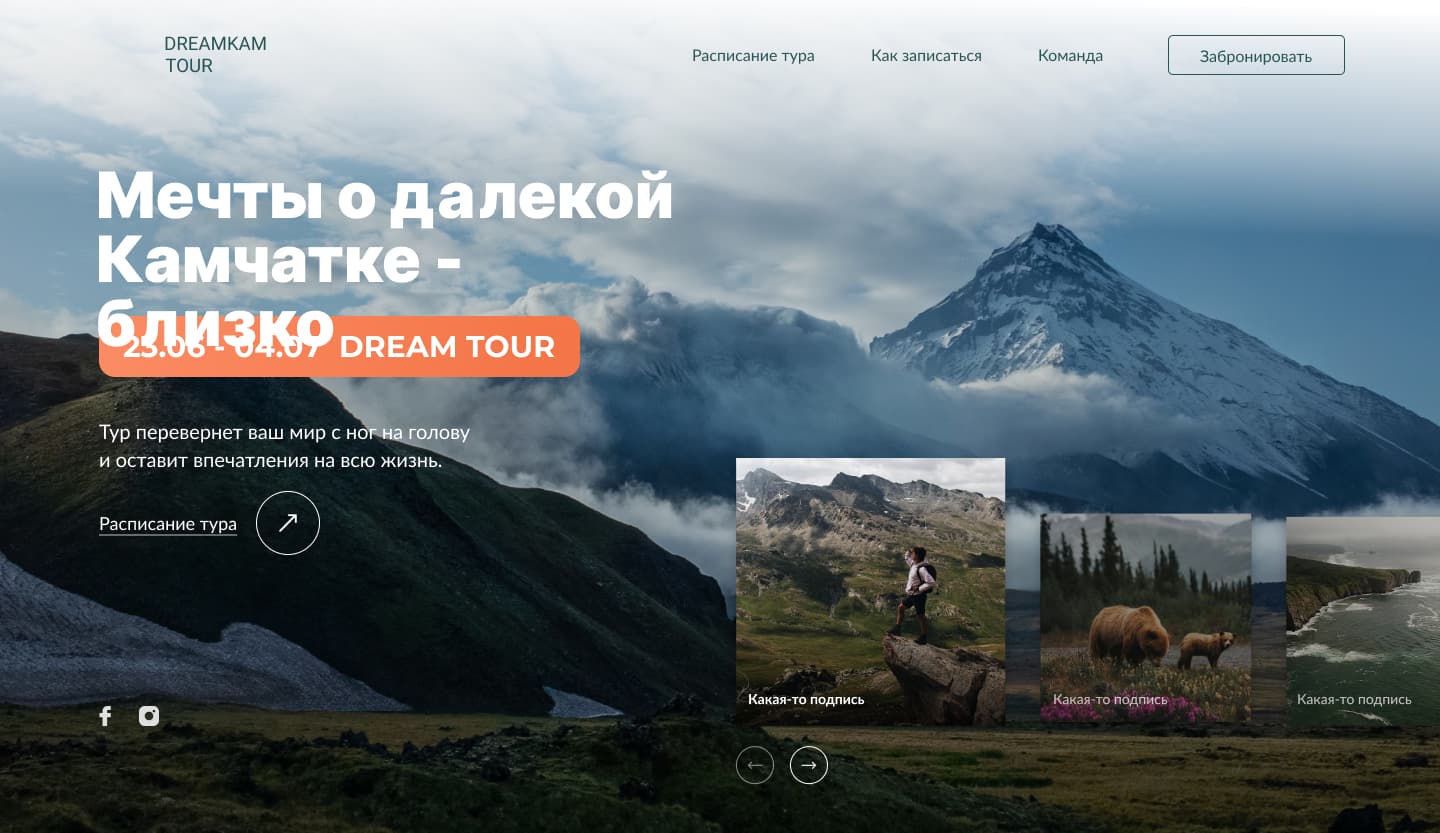 DREAMKAM
TOUR
Расписание тура
Как записаться
Команда
Забронировать
Мечты о далекой
Камчатке -
близко
23.06 - 04.07 DREAM TOUR
Тур перевернет ваш мир с ног на голову
и оставит впечатления на всю жизнь.
Расписание тура
Какая-то подпись
Какая-то подпись
Какая-то подпись